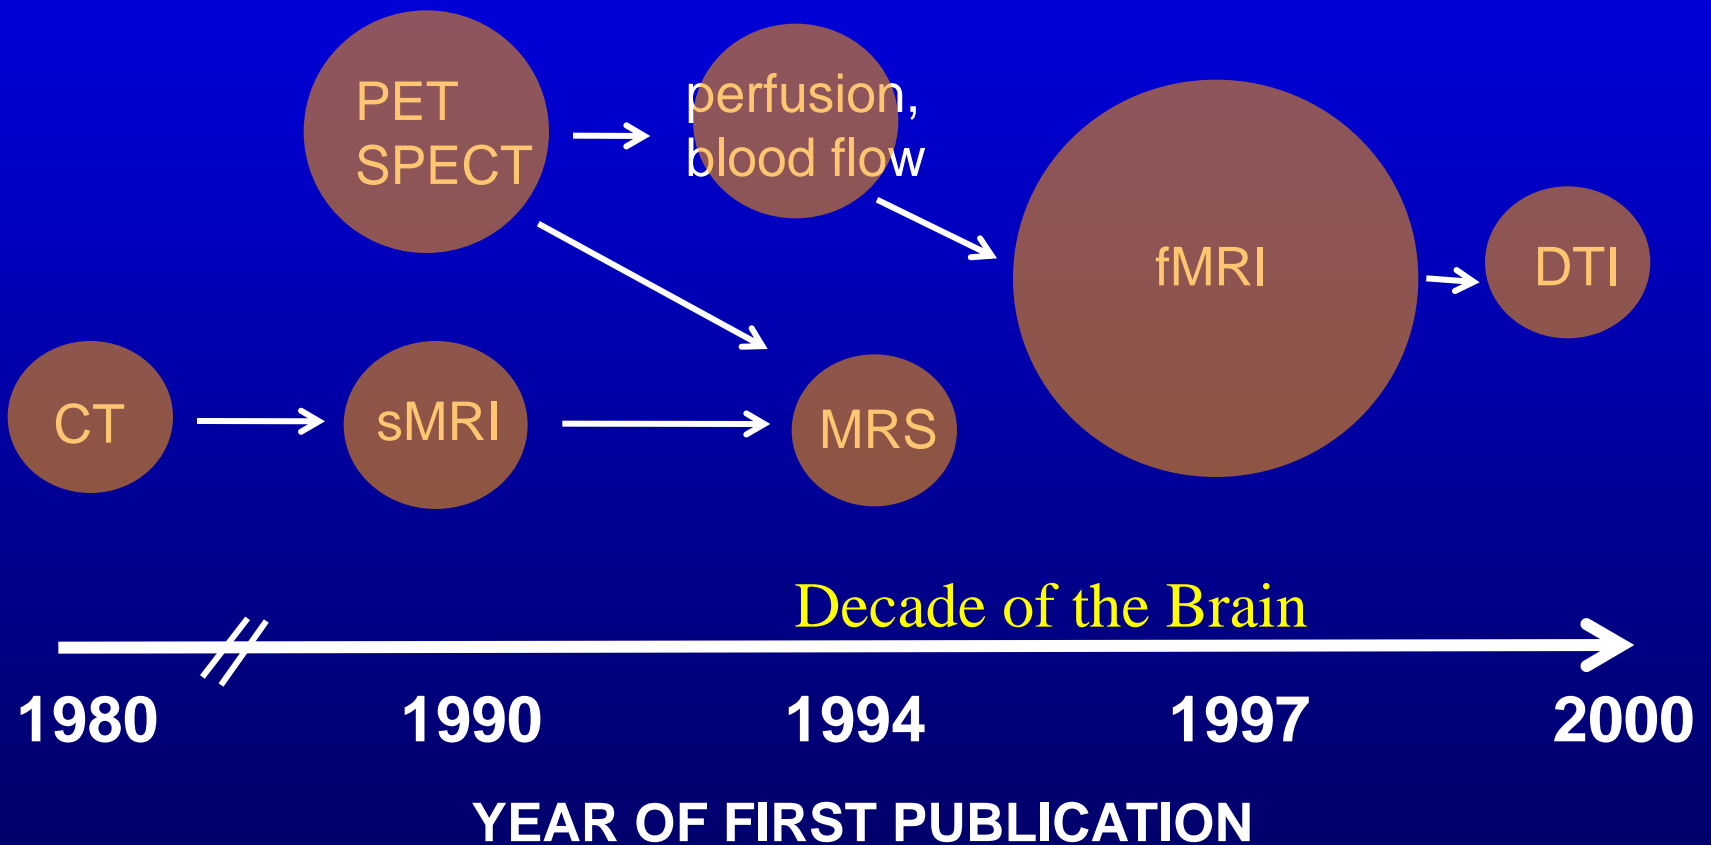 PET
SPECT
perfusion,
blood flow
fMRI
DTI
CT
sMRI
MRS
Decade of the Brain
1980
1990
1994
1997
2000
YEAR OF FIRST PUBLICATION